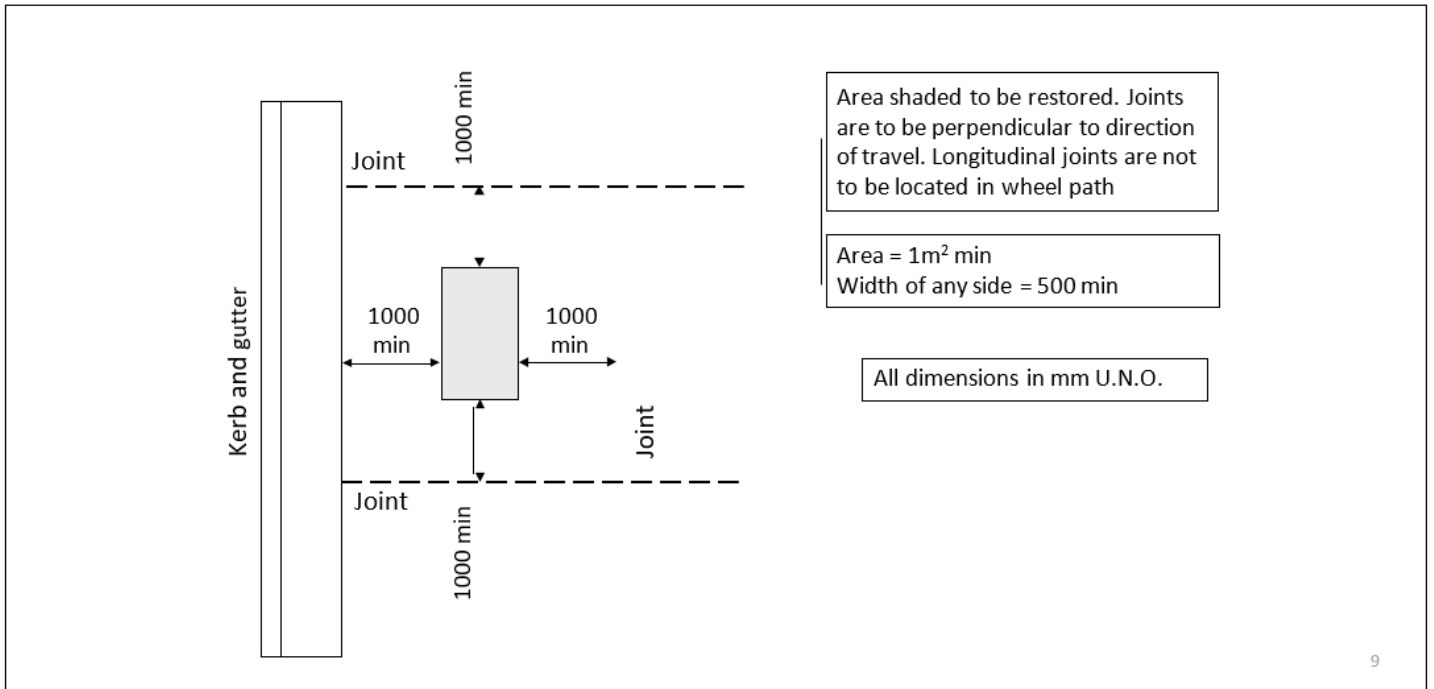 1000 min
Joint
Kerb and gutter
1000
min
1000
min
Joint
Joint
1000 min
Area shaded to be restored. Joints
are to be perpendicular to direction
of travel. Longitudinal joints are not
to be located in wheel path
Area = 1m² min
Width of any side = 500 min
All dimensions in mm U.N.O.
9